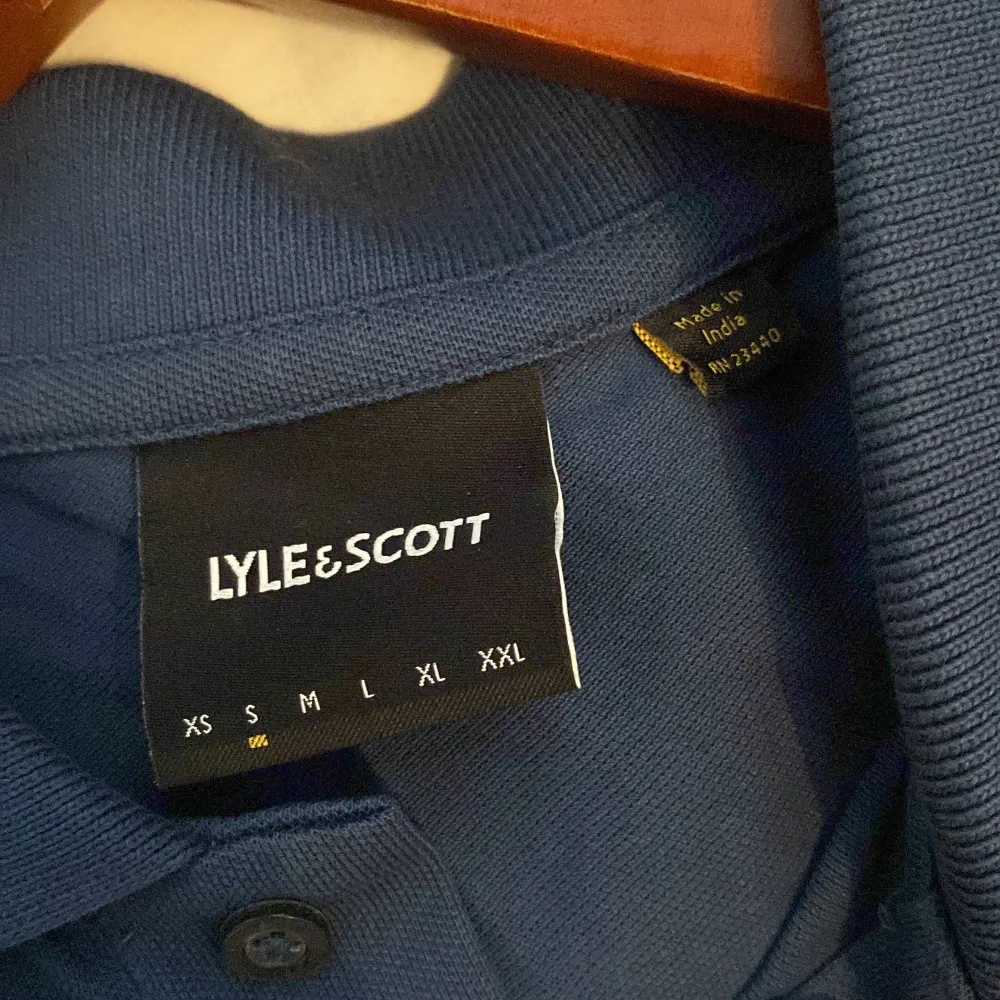 Made in
India
RN 23440
LYLE&SCOTT
XS S M L XL XXL